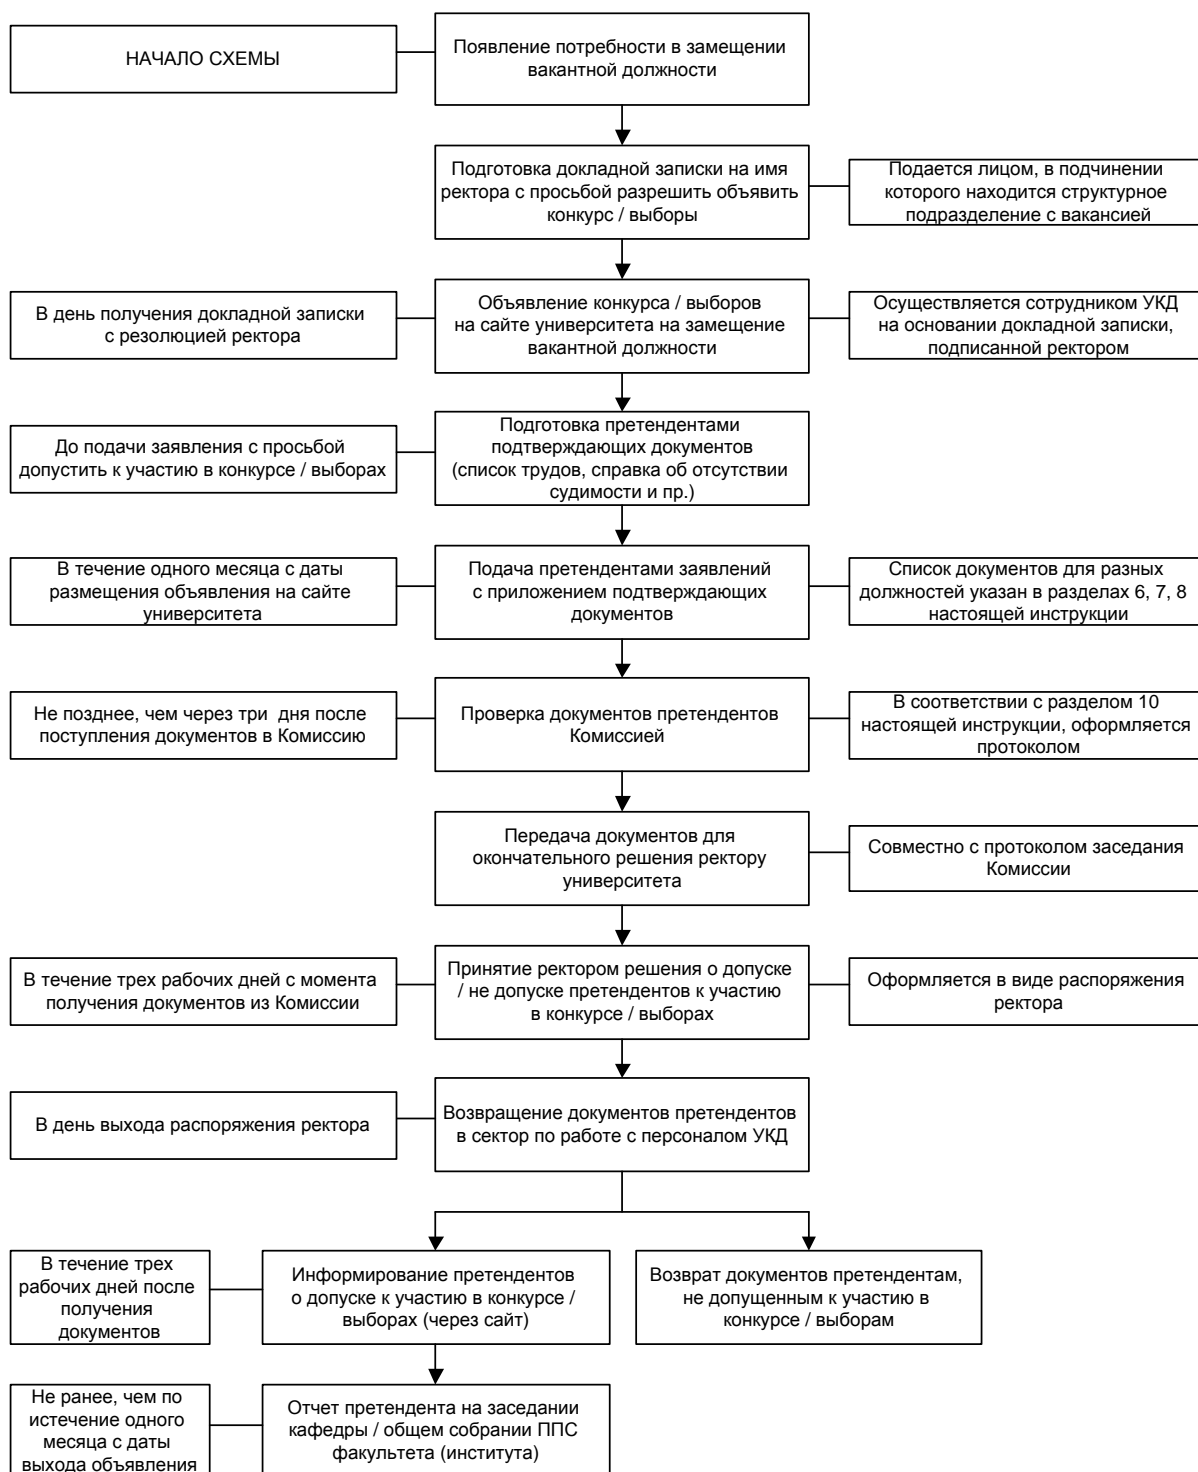 НАЧАЛО СХЕМЫ
Появление потребности в замещении
вакантной должности
Подготовка докладной записки на имя
ректора с просьбой разрешить объявить
конкурс / выборы
Подается лицом, в подчинении
которого находится структурное
подразделение с вакансией
В день получения докладной записки
с резолюцией ректора
Объявление конкурса / выборов
на сайте университета на замещение
вакантной должности
Осуществляется сотрудником УКД
на основании докладной записки,
подписанной ректором
До подачи заявления с просьбой
допустить к участию в конкурсе / выборах
Подготовка претендентами
подтверждающих документов
(список трудов, справка об отсутствии
судимости и пр.)
В течение одного месяца с даты
размещения объявления на сайте
университета
Подача претендентами заявлений
с приложением подтверждающих
документов
Список документов для разных
должностей указан в разделах 6, 7, 8
настоящей инструкции
Не позднее, чем через три  дня после
поступления документов в Комиссию
Проверка документов претендентов
Комиссией
В соответствии с разделом 10
настоящей инструкции, оформляется
протоколом
Передача документов для
окончательного решения ректору
университета
Совместно с протоколом заседания
Комиссии
В течение трех рабочих дней с момента
получения документов из Комиссии
Принятие ректором решения о допуске
/ не допуске претендентов к участию
в конкурсе / выборах
Оформляется в виде распоряжения
ректора
В день выхода распоряжения ректора
Возвращение документов претендентов
в сектор по работе с персоналом УКД
В течение трех
рабочих дней после
получения
документов
Информирование претендентов
о допуске к участию в конкурсе /
выборах (через сайт)
Возврат документов претендентам,
не допущенным к участию в
конкурсе / выборам
Не ранее, чем по
истечение одного
месяца с даты
выхода объявления
Отчет претендента на заседании
кафедры / общем собрании ППС
факультета (института)